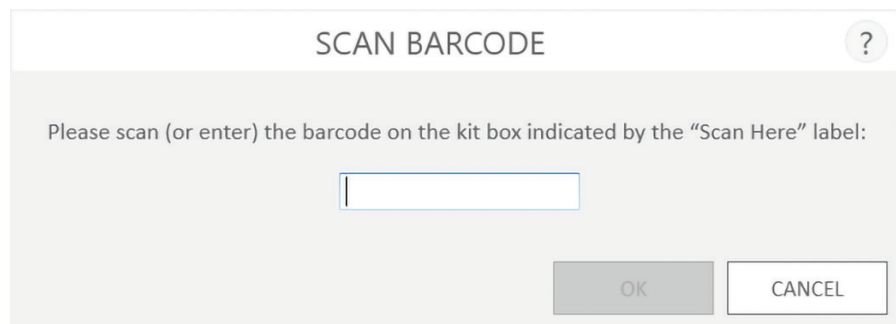 SCAN BARCODE
?
Please scan (or enter) the barcode on the kit box indicated by the “Scan Here” label:
OK
CANCEL